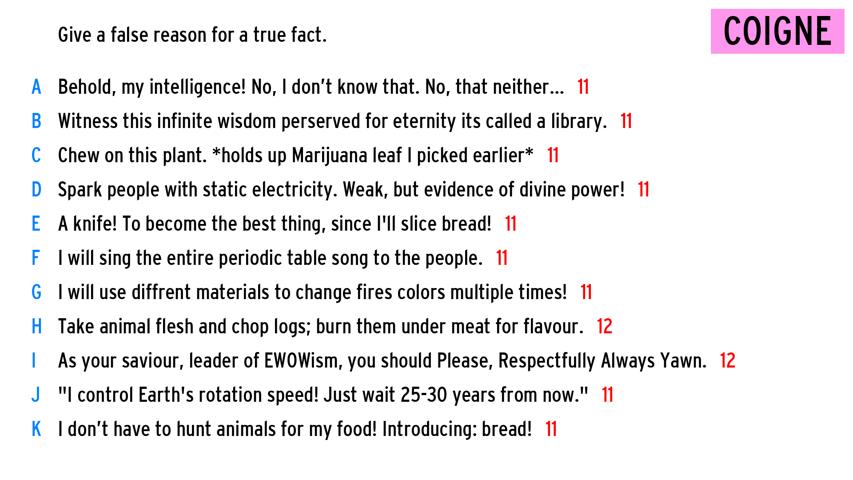 Give a false reason for a true fact.
COIGNE
A Behold, my intelligence! No, I don't know that. No, that neither... 11
B Witness this infinite wisdom perserved for eternity its called a library. 11
C Chew on this plant. *holds up Marijuana leaf I picked earlier* 11
D Spark people with static electricity. Weak, but evidence of divine power! 11
E A knife! To become the best thing, since I'll slice bread! 11
F I will sing the entire periodic table song to the people. 11
G I will use diffrent materials to change fires colors multiple times! 11
H Take animal flesh and chop logs; burn them under meat for flavour. 12
I As your saviour, leader of EWOWism, you should Please, Respectfully Always Yawn. 12
J "I control Earth's rotation speed! Just wait 25-30 years from now." 11
K I don't have to hunt animals for my food! Introducing: bread! 11